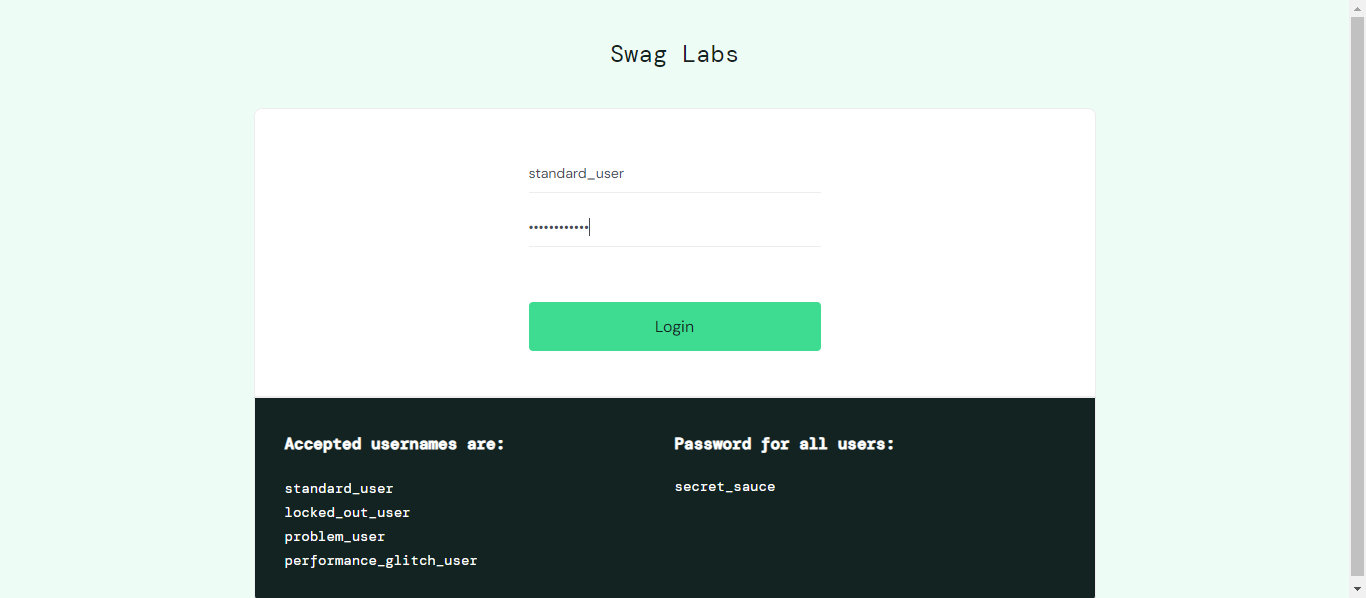 Swag Labs
standard_user
••••••••••••
Login
Accepted usernames are:
standard_user
locked_out_user
problem_user
performance_glitch_user
Password for all users:
secret_sauce